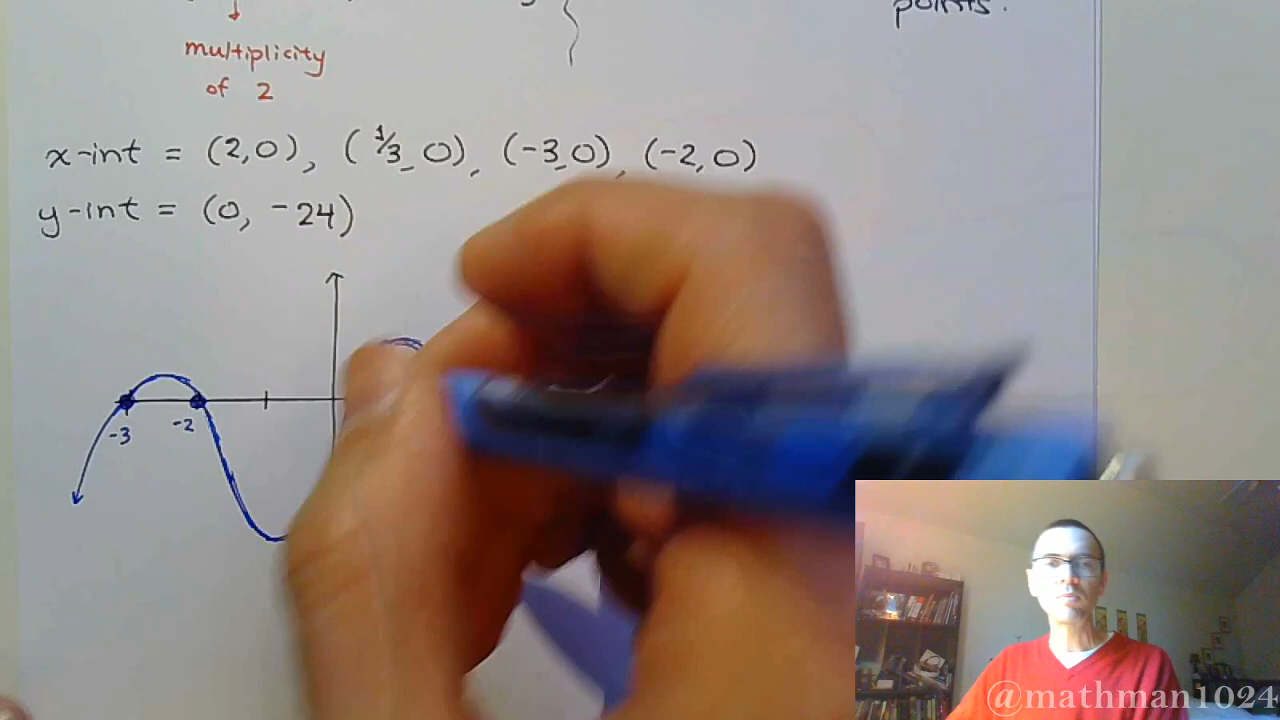 points.
multiplicity
of 2
x-int = (2,0), (1/3, 0), (-3,0), (-2,0)
y-int = (0, -24)
-3 -2
@mathman1024